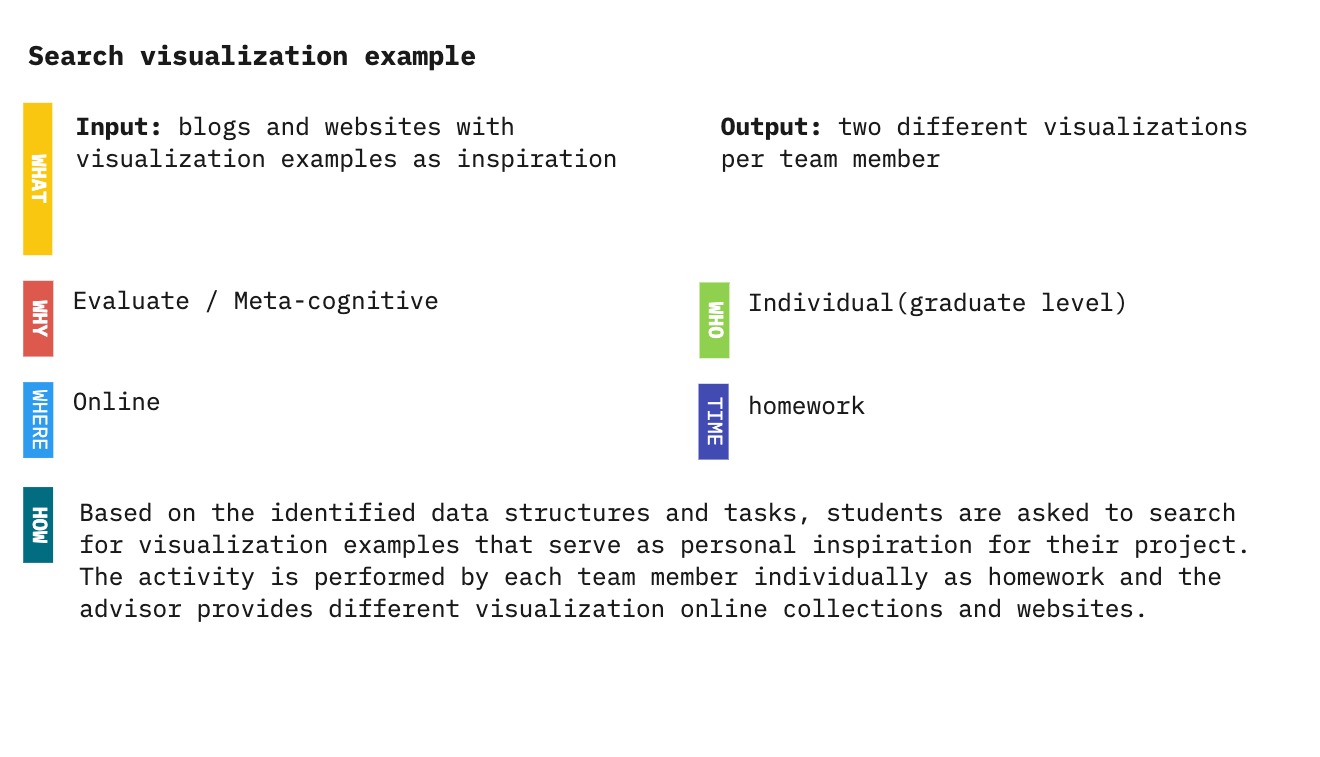 Search visualization example
WHAT
Input: blogs and websites with
visualization examples as inspiration
Output: two different visualizations
per team member
WHY
Evaluate / Meta-cognitive
WHO
Individual(graduate level)
WHERE
Online
TIME
homework
HOW
Based on the identified data structures and tasks, students are asked to search
for visualization examples that serve as personal inspiration for their project.
The activity is performed by each team member individually as homework and the
advisor provides different visualization online collections and websites.